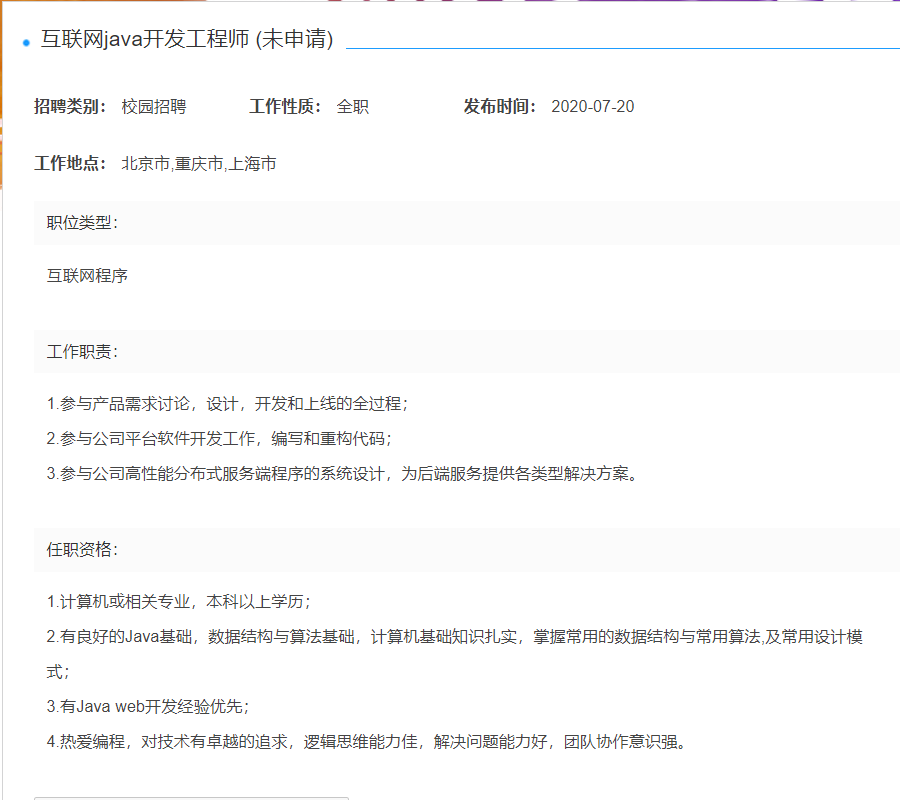 互联网java开发工程师 (未申请)
招聘类别： 校园招聘 工作性质： 全职 发布时间： 2020-07-20
工作地点： 北京市,重庆市,上海市
职位类型：
互联网程序
工作职责：
1.参与产品需求讨论，设计，开发和上线的全过程；
2.参与公司平台软件开发工作，编写和重构代码；
3.参与公司高性能分布式服务端程序的系统设计，为后端服务提供各类型解决方案。
任职资格：
1.计算机或相关专业，本科以上学历；
2.有良好的Java基础，数据结构与算法基础，计算机基础知识扎实，掌握常用的数据结构与常用算法,及常用设计模
式；
3.有Java web开发经验优先；
4.热爱编程，对技术有卓越的追求，逻辑思维能力佳，解决问题能力好，团队协作意识强。